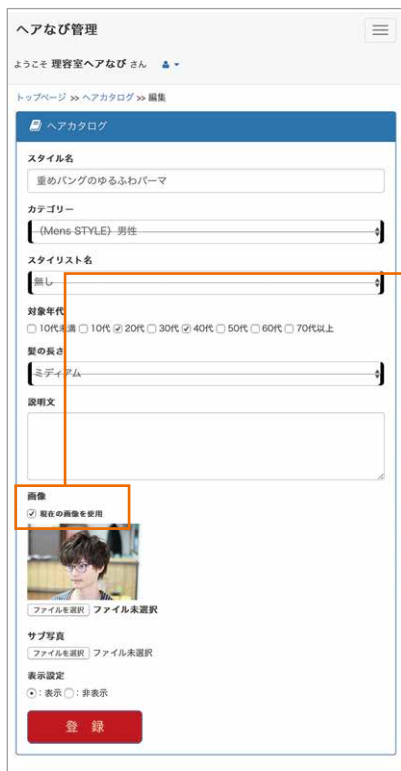 ヘアなび管理
ようこそ 理容室ヘアなび さん
トップページ >> ヘアカタログ >> 編集
ヘアカタログ
スタイル名
重めバングのゆるふわパーマ
カテゴリー
（Mens STYLE）男性
スタイリスト名
無し
対象年代
10代未満 10代 20代 30代 40代 50代 60代 70代以上
髪の長さ
ミディアム
説明文
画像
現在の画像を使用
ファイルを選択 ファイル未選択
サブ写真
ファイルを選択 ファイル未選択
表示設定
：表示 ：非表示
登 録